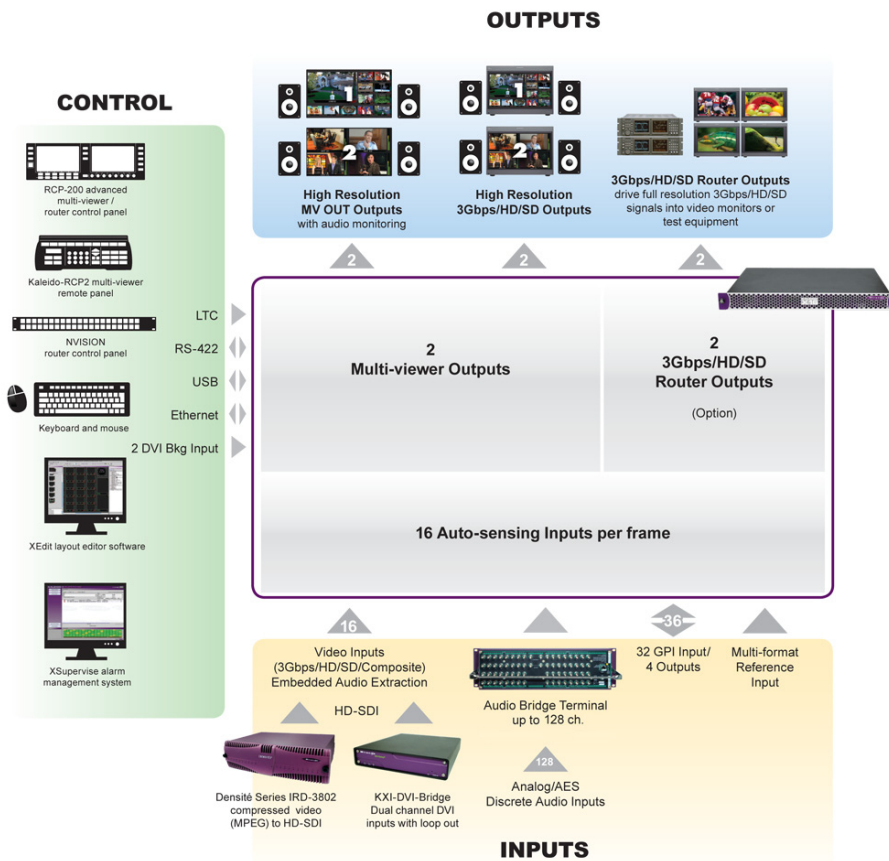 OUTPUTS
CONTROL
RCP-200 advanced
multi-viewer /
router control panel
Kaleido-RCP2 multi-viewer
remote panel
NVISION
router control panel
Keyboard and mouse
XEdit layout editor software
XSupervise alarm
management system
LTC
RS-422
USB
Ethernet
2 DVI Bkg Input
1
2
High Resolution
MV OUT Outputs
with audio monitoring
1
2
High Resolution
3Gbps/HD/SD Outputs
3Gbps/HD/SD Router Outputs
drive full resolution 3Gbps/HD/SD
signals into video monitors or
test equipment
2
2
2
2
Multi-viewer Outputs
2
3Gbps/HD/SD
Router Outputs
(Option)
16 Auto-sensing Inputs per frame
16
Video Inputs
(3Gbps/HD/SD/Composite)
Embedded Audio Extraction
HD-SDI
Densité Series IRD-3802
compressed video
(MPEG) to HD-SDI
KXI-DVI-Bridge
Dual channel DVI
inputs with loop out
Audio Bridge Terminal
up to 128 ch.
128
Analog/AES
Discrete Audio Inputs
36
32 GPI Input/
4 Outputs
Multi-format
Reference
Input
INPUTS